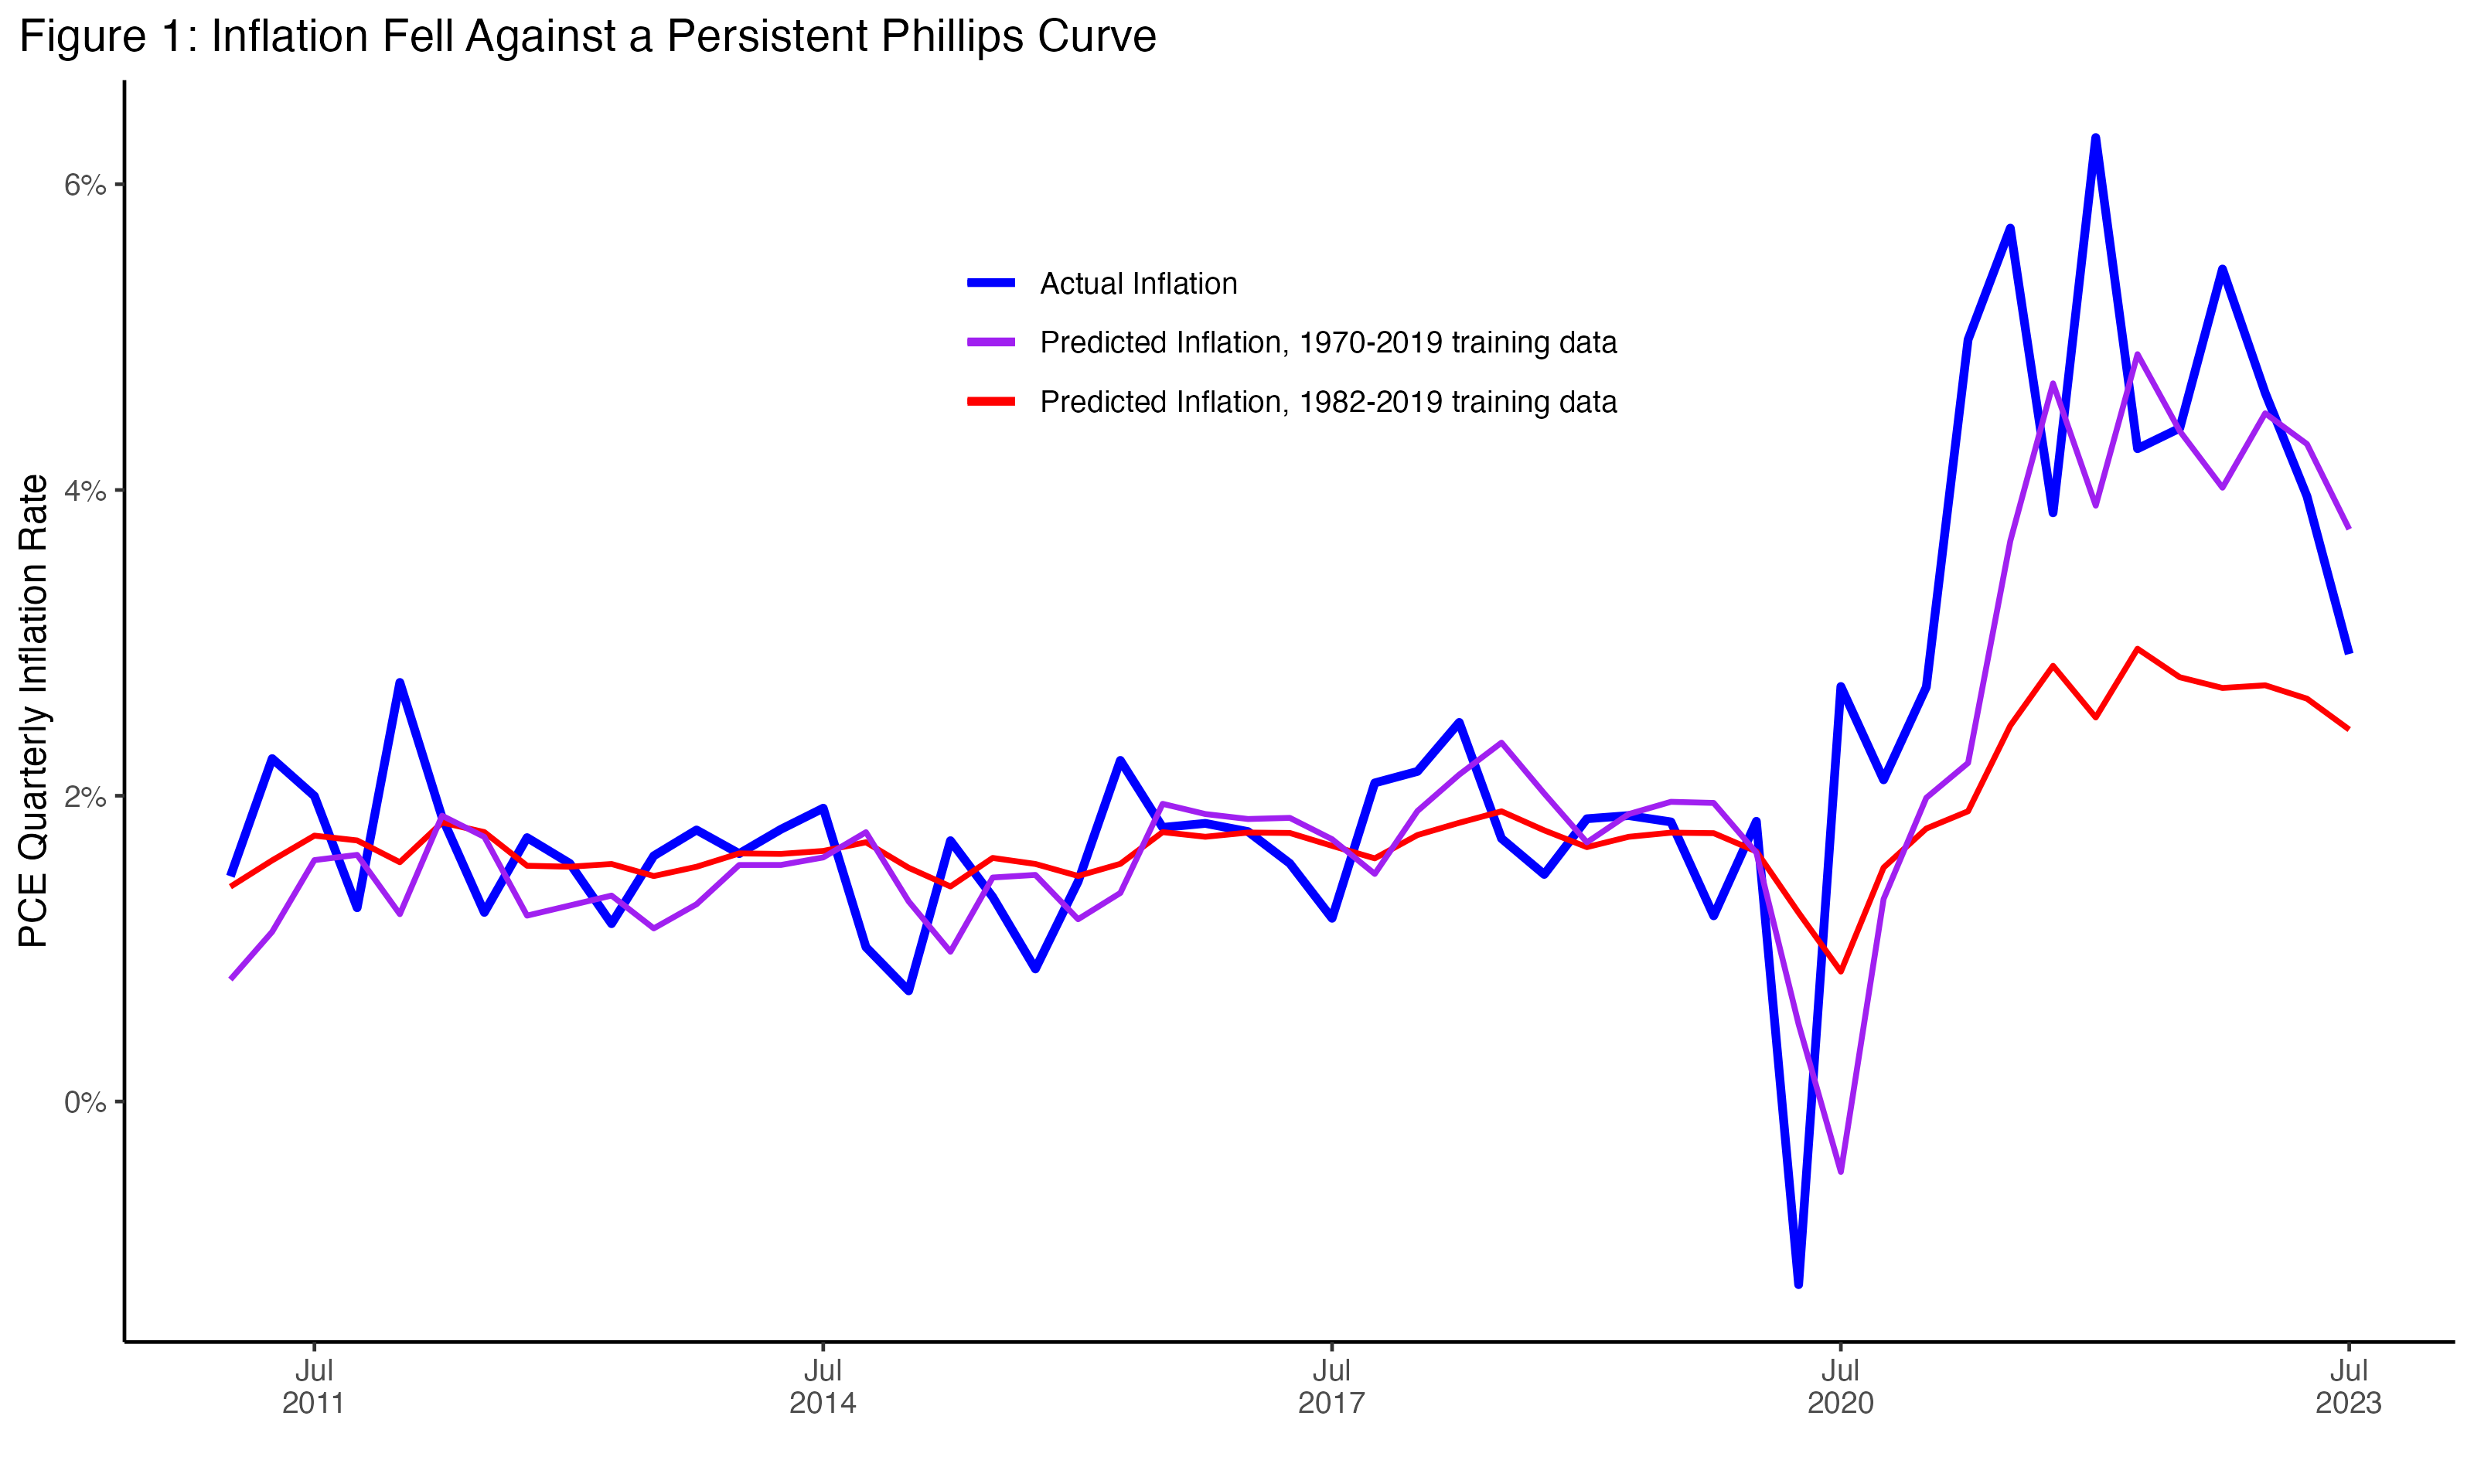 Figure 1: Inflation Fell Against a Persistent Phillips Curve
PCE Quarterly Inflation Rate
6%
4%
2%
0%
Actual Inflation
Predicted Inflation, 1970-2019 training data
Predicted Inflation, 1982-2019 training data
Jul
2011
Jul
2014
Jul
2017
Jul
2020
Jul
2023